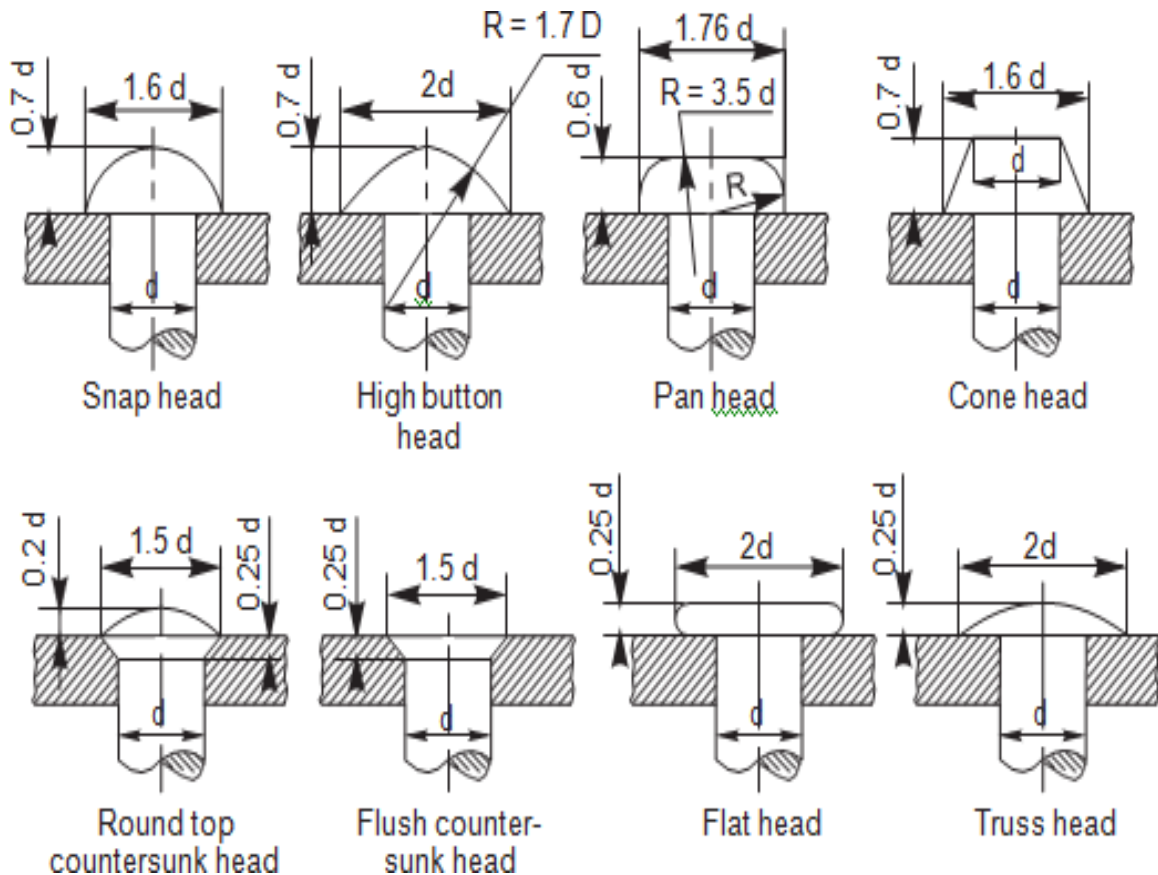 R = 1.7 D
0.7 d
1.6 d
0.7 d
2d
0.6 d
1.76 d
R = 3.5 d
R
0.7 d
1.6 d
d
d
d
d
d
Snap head
High button
head
Pan head
Cone head
0.2 d
1.5 d
0.25 d
0.25 d
1.5 d
0.25 d
2d
0.25 d
2d
d
d
d
d
Round top
countersunk head
Flush counter-
sunk head
Flat head
Truss head